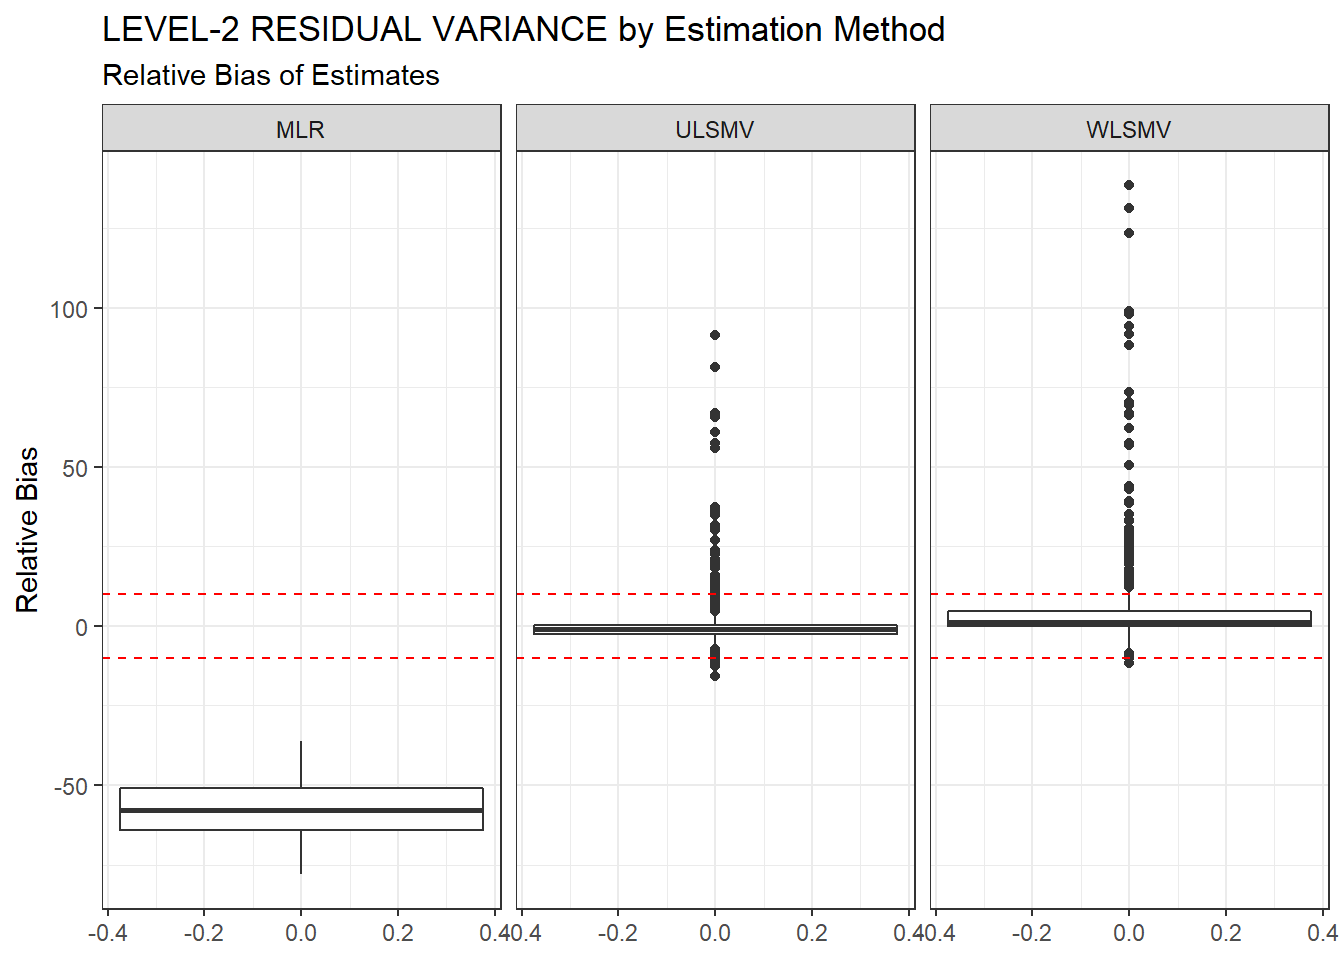 LEVEL-2 RESIDUAL VARIANCE by Estimation Method
Relative Bias of Estimates
MLR ULSMV WLSMV
Relative Bias
100
50
0
-50
-0.4 -0.2 0.0 0.2 0.4 -0.4 -0.2 0.0 0.2 0.4 -0.4 -0.2 0.0 0.2 0.4